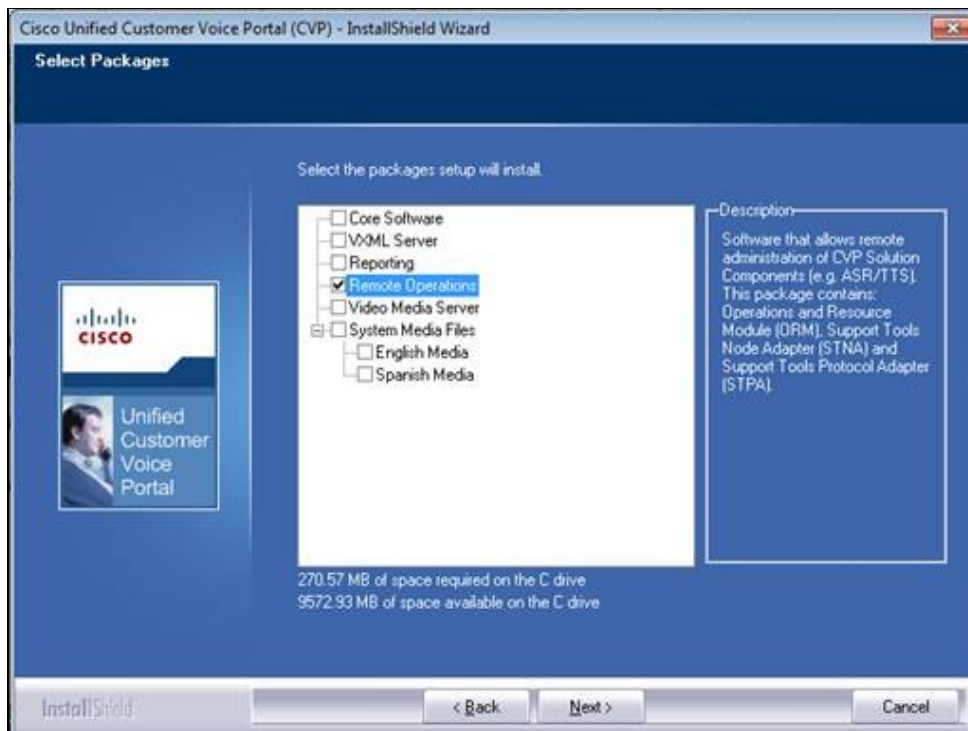 Cisco Unified Customer Voice Portal (CVP) - InstallShield Wizard
Select Packages
Select the packages setup will install.
Core Software
VXML Server
Reporting
Remote Operations
Video Media Server
System Media Files
English Media
Spanish Media
Description
Software that allows remote
administration of CVP Solution
Components (e.g. ASR/TTS).
This package contains:
Operations and Resource
Module (ORM), Support Tools
Node Adapter (STNA) and
Support Tools Protocol Adapter
(STPA).
CISCO
Unified
Customer
Voice
Portal
270.57 MB of space required on the C drive
9572.93 MB of space available on the C drive
InstallShield
< Back
Next >
Cancel